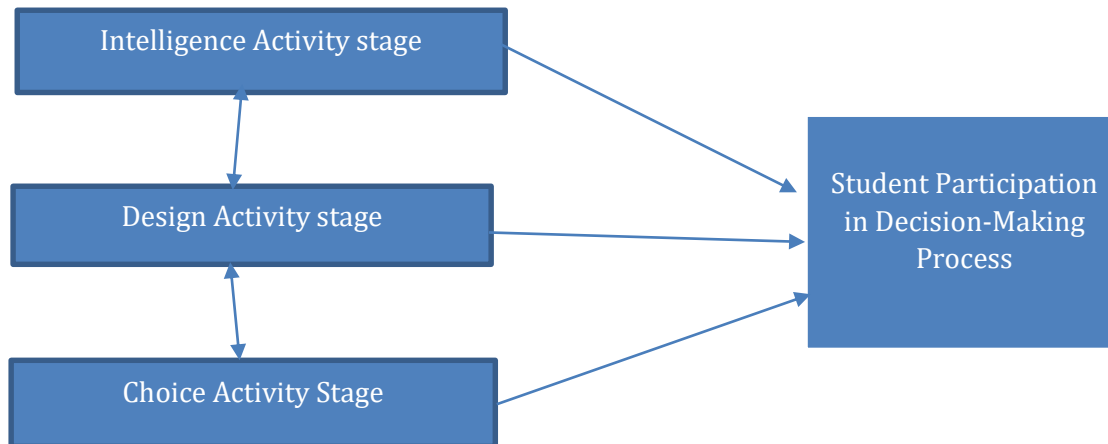 Intelligence Activity stage
Design Activity stage
Choice Activity Stage
Student Participation
in Decision-Making
Process